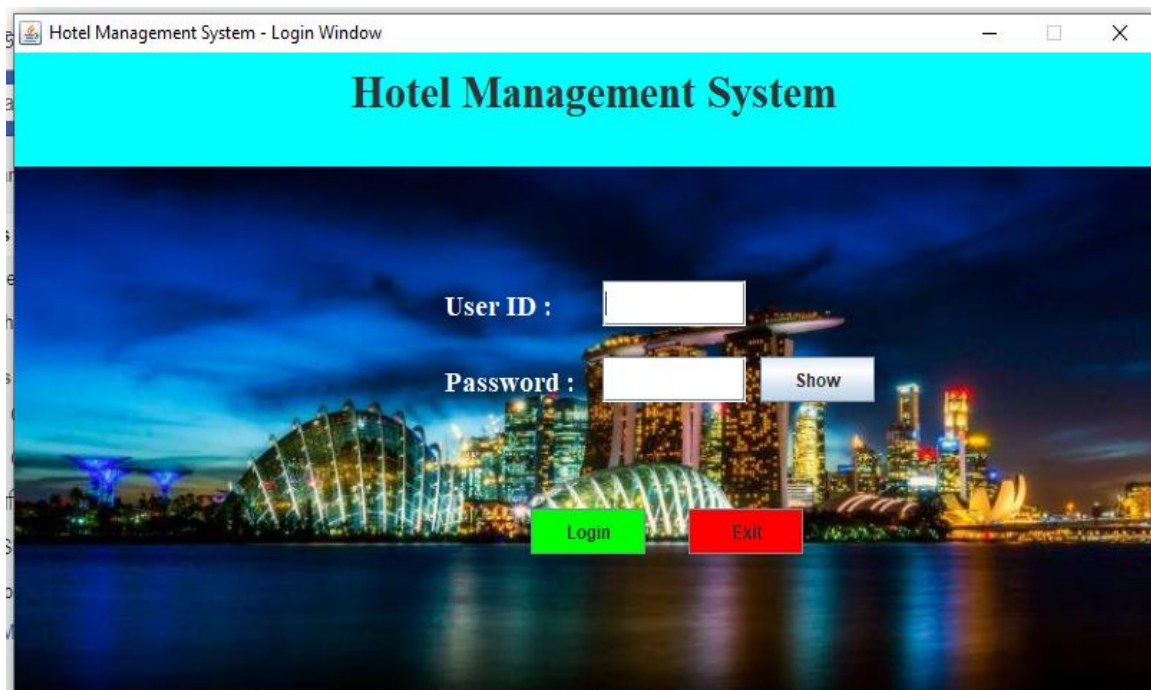 Hotel Management System - Login Window
Hotel Management System
User ID :
Password :
Show
Login
Exit